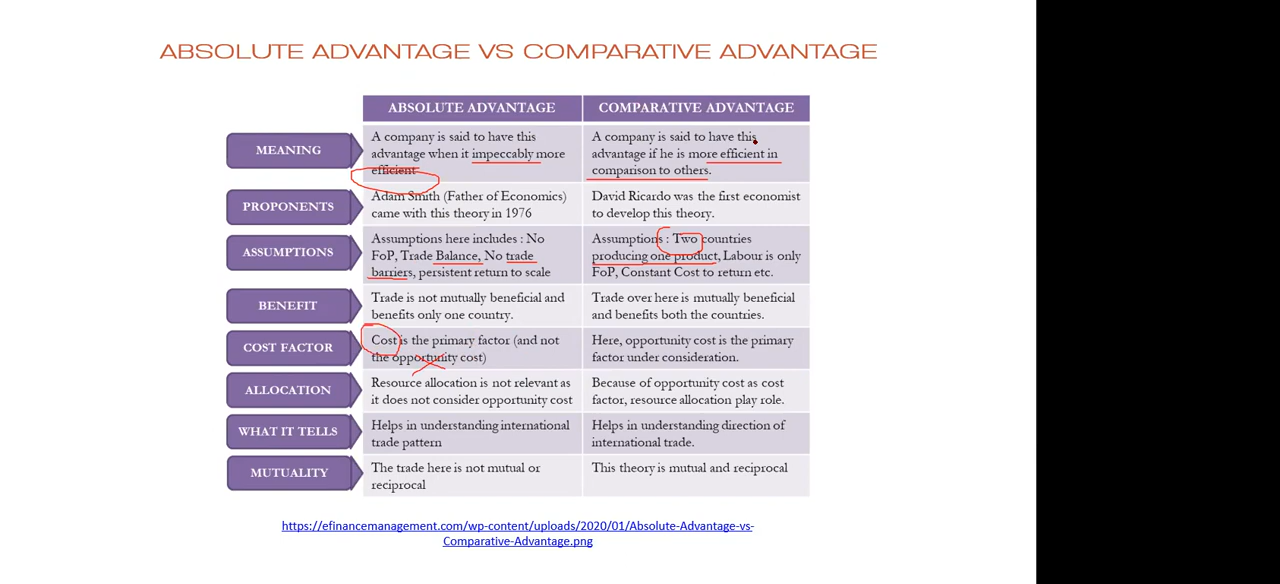 ABSOLUTE ADVANTAGE VS COMPARATIVE ADVANTAGE
ABSOLUTE ADVANTAGE
COMPARATIVE ADVANTAGE
MEANING
A company is said to have this
advantage when it impeccably more
efficient
A company is said to have this
advantage if he is more efficient in
comparison to others.
PROPONENTS
Adam Smith (Father of Economics)
came with this theory in 1976
David Ricardo was the first economist
to develop this theory.
ASSUMPTIONS
Assumptions here includes : No
FoP, Trade Balance, No trade
barriers, persistent return to scale
Assumptions : Two countries
producing one product, Labour is only
FoP, Constant Cost to return etc.
BENEFIT
Trade is not mutually beneficial and
benefits only one country.
Trade over here is mutually beneficial
and benefits both the countries.
COST FACTOR
Cost is the primary factor (and not
the opportunity cost)
Here, opportunity cost is the primary
factor under consideration.
ALLOCATION
Resource allocation is not relevant as
it does not consider opportunity cost
Because of opportunity cost as cost
factor, resource allocation play role.
WHAT IT TELLS
Helps in understanding international
trade pattern
Helps in understanding direction of
international trade.
MUTUALITY
The trade here is not mutual or
reciprocal
This theory is mutual and reciprocal
https://efinancemanagement.com/wp-content/uploads/2020/01/Absolute-Advantage-vs-
Comparative-Advantage.png